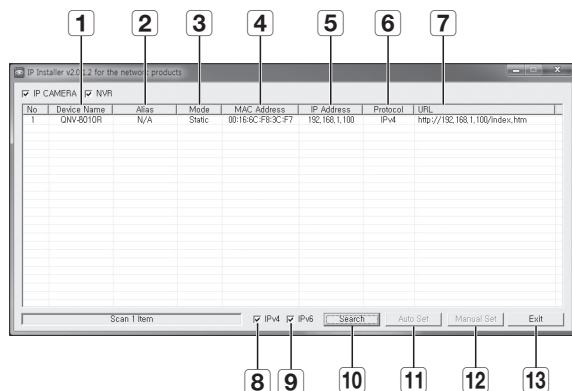 1 2 3 4 5 6 7
IP Installer v2.0.1.2 for the network products
IP CAMERA NVR
No Device Name Alias Mode MAC Address IP Address Protocol URL
1 QNV-8010R N/A Static 00:16:6C:F8:3C:F7 192,168,1,100 IPv4 http://192,168,1,100/index,htm
Scan 1 Item IPv4 IPv6 Search Auto Set Manual Set Exit
8 9 10 11 12 13